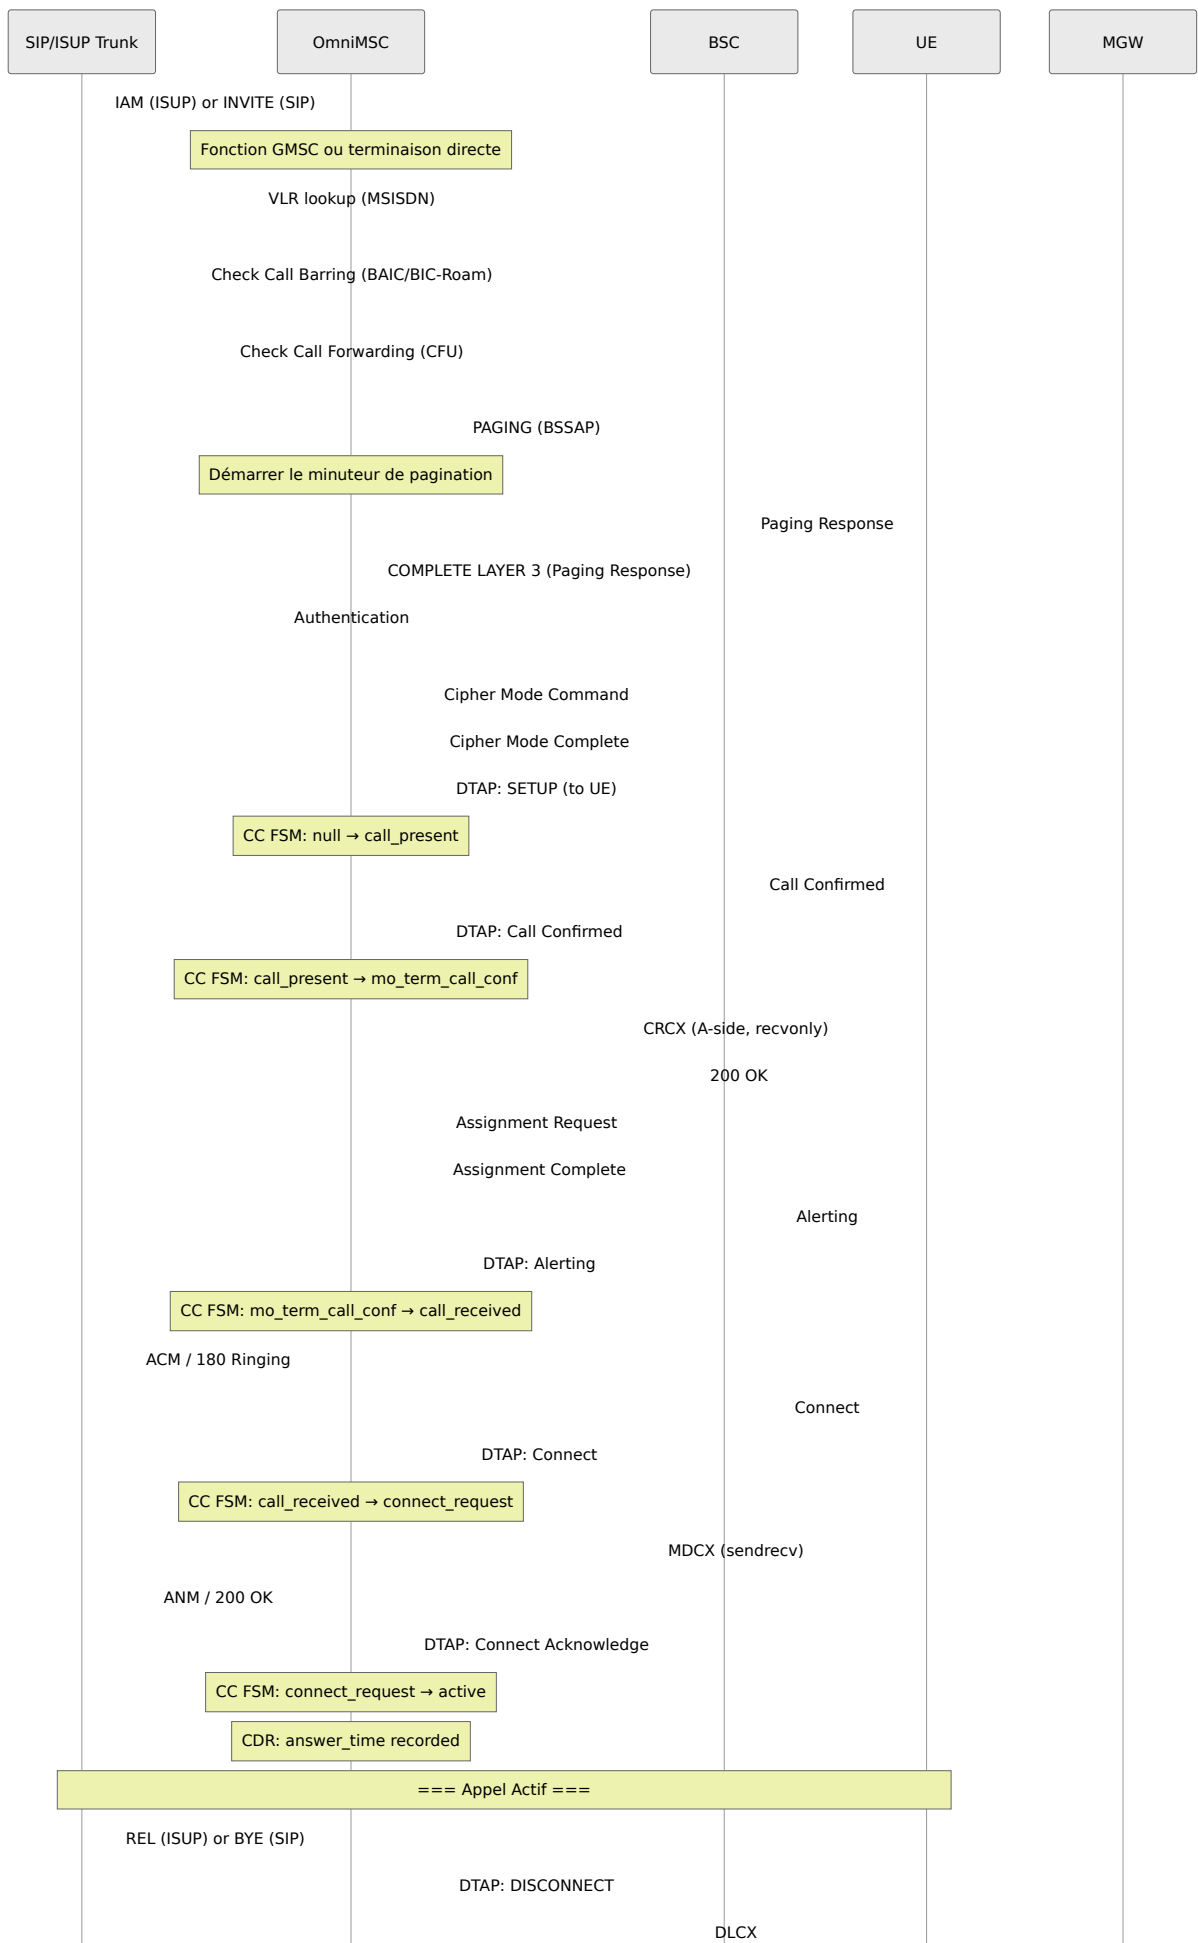 SIP/ISUP Trunk
OmniMSC
BSC
UE
MGW
IAM (ISUP) or INVITE (SIP)
Fonction GMSC ou terminaison directe
VLR lookup (MSISDN)
Check Call Barring (BAIC/BIC-Roam)
Check Call Forwarding (CFU)
PAGING (BSSAP)
Démarrer le minuteur de pagination
Paging Response
COMPLETE LAYER 3 (Paging Response)
Authentication
Cipher Mode Command
Cipher Mode Complete
DTAP: SETUP (to UE)
CC FSM: null → call_present
Call Confirmed
DTAP: Call Confirmed
CC FSM: call_present → mo_term_call_conf
CRCX (A-side, recvonly)
200 OK
Assignment Request
Assignment Complete
Alerting
DTAP: Alerting
CC FSM: mo_term_call_conf → call_received
ACM / 180 Ringing
Connect
DTAP: Connect
CC FSM: call_received → connect_request
MDCX (sendrecv)
ANM / 200 OK
DTAP: Connect Acknowledge
CC FSM: connect_request → active
CDR: answer_time recorded
=== Appel Actif ===
REL (ISUP) or BYE (SIP)
DTAP: DISCONNECT
DLCX